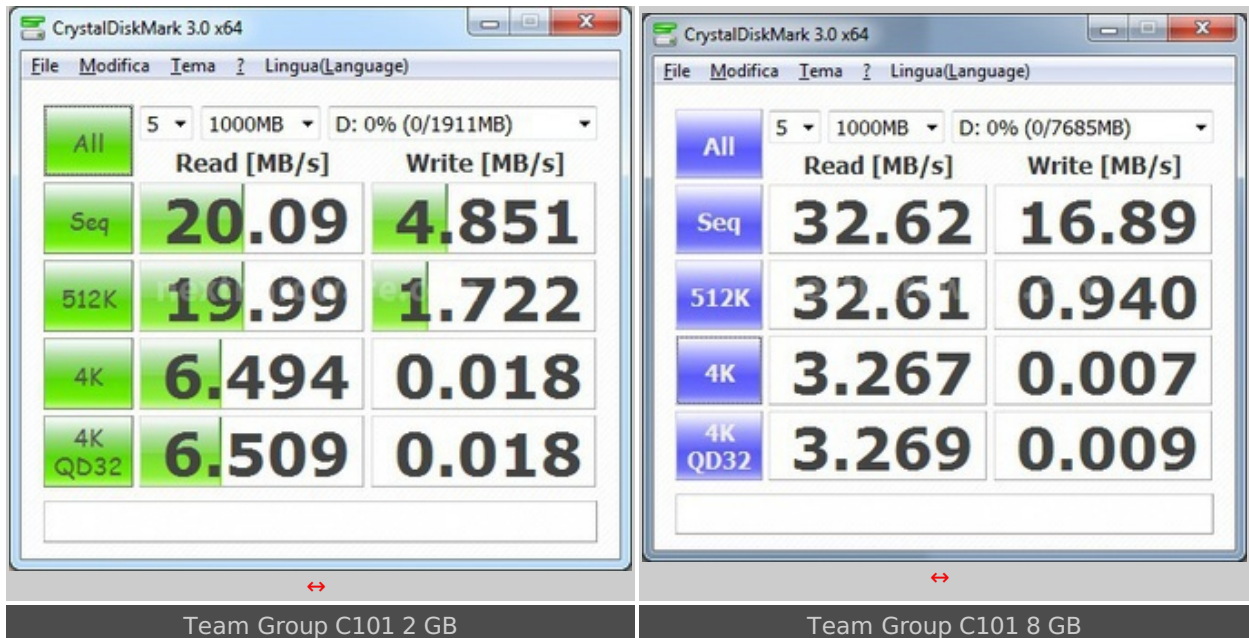 CrystalDiskMark 3.0 x64
File Modifica Tema ? Lingua(Language)
All 5 1000MB D: 0% (0/1911MB)
Read [MB/s] Write [MB/s]
Seq 20.09 4.851
512K 19.99 1.722
4K 6.494 0.018
4K QD32 6.509 0.018
Team Group C101 2 GB
CrystalDiskMark 3.0 x64
File Modifica Tema ? Lingua(Language)
All 5 1000MB D: 0% (0/7685MB)
Read [MB/s] Write [MB/s]
Seq 32.62 16.89
512K 32.61 0.940
4K 3.267 0.007
4K QD32 3.269 0.009
Team Group C101 8 GB